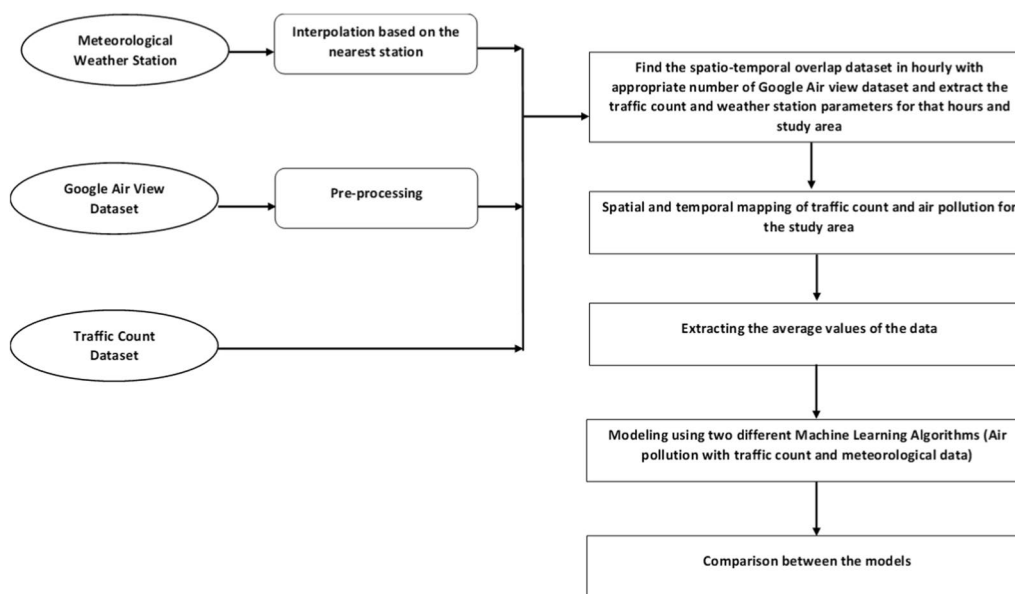 Meteorological
Weather Station
Interpolation based on the
nearest station
Google Air View
Dataset
Pre-processing
Traffic Count
Dataset
Find the spatio-temporal overlap dataset in hourly with
appropriate number of Google Air view dataset and extract the
traffic count and weather station parameters for that hours and
study area
Spatial and temporal mapping of traffic count and air pollution for
the study area
Extracting the average values of the data
Modeling using two different Machine Learning Algorithms (Air
pollution with traffic count and meteorological data)
Comparison between the models